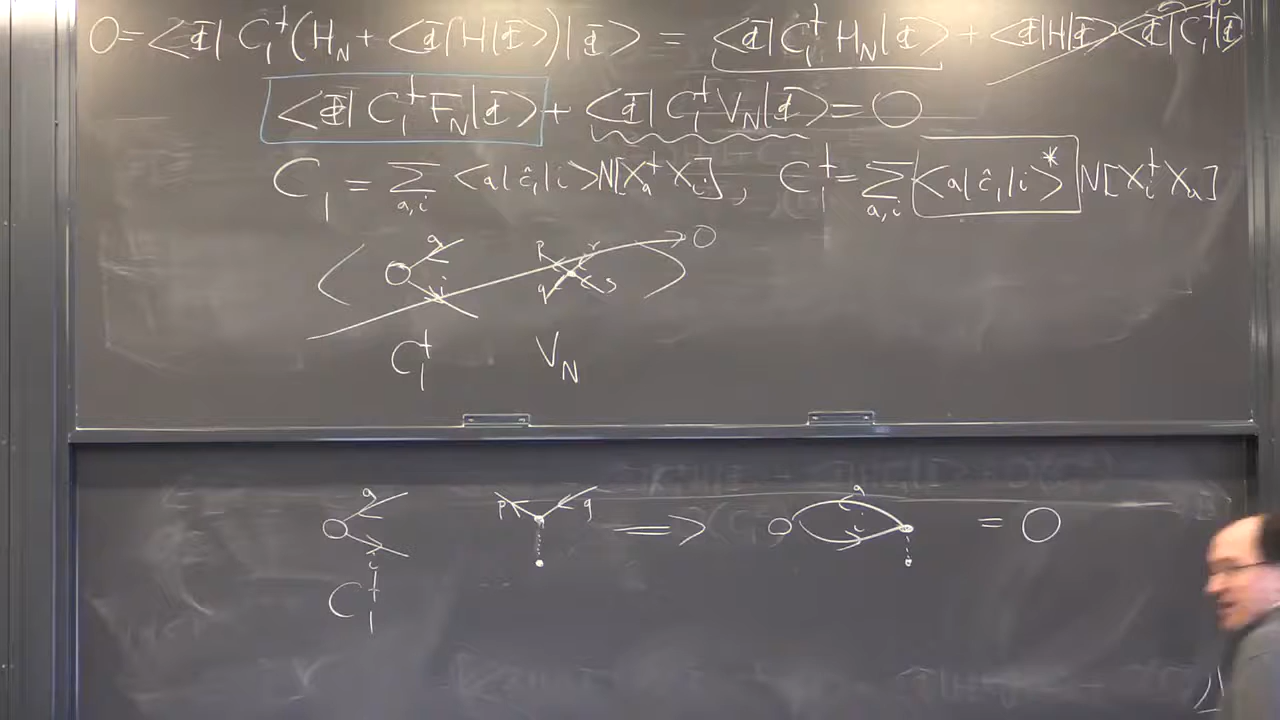 0 = <Φ| C₁†(H_N + <Φ|H|Φ>)|Φ> = <Φ|C₁† H_N|Φ> + <Φ|H|Φ><Φ|C₁†|Φ>
<Φ| C₁† F_N|Φ> + <Φ| C₁† V_N|Φ> = 0
C₁ = Σ_{a,i} <a|ĉ₁|i> N[X_a† X_i], C₁† = Σ_{a,i} <a|ĉ₁|i>* N[X_i† X_a]
a i p q r s 0
C₁† V_N
a i p q ⟹ a i = 0
C₁†